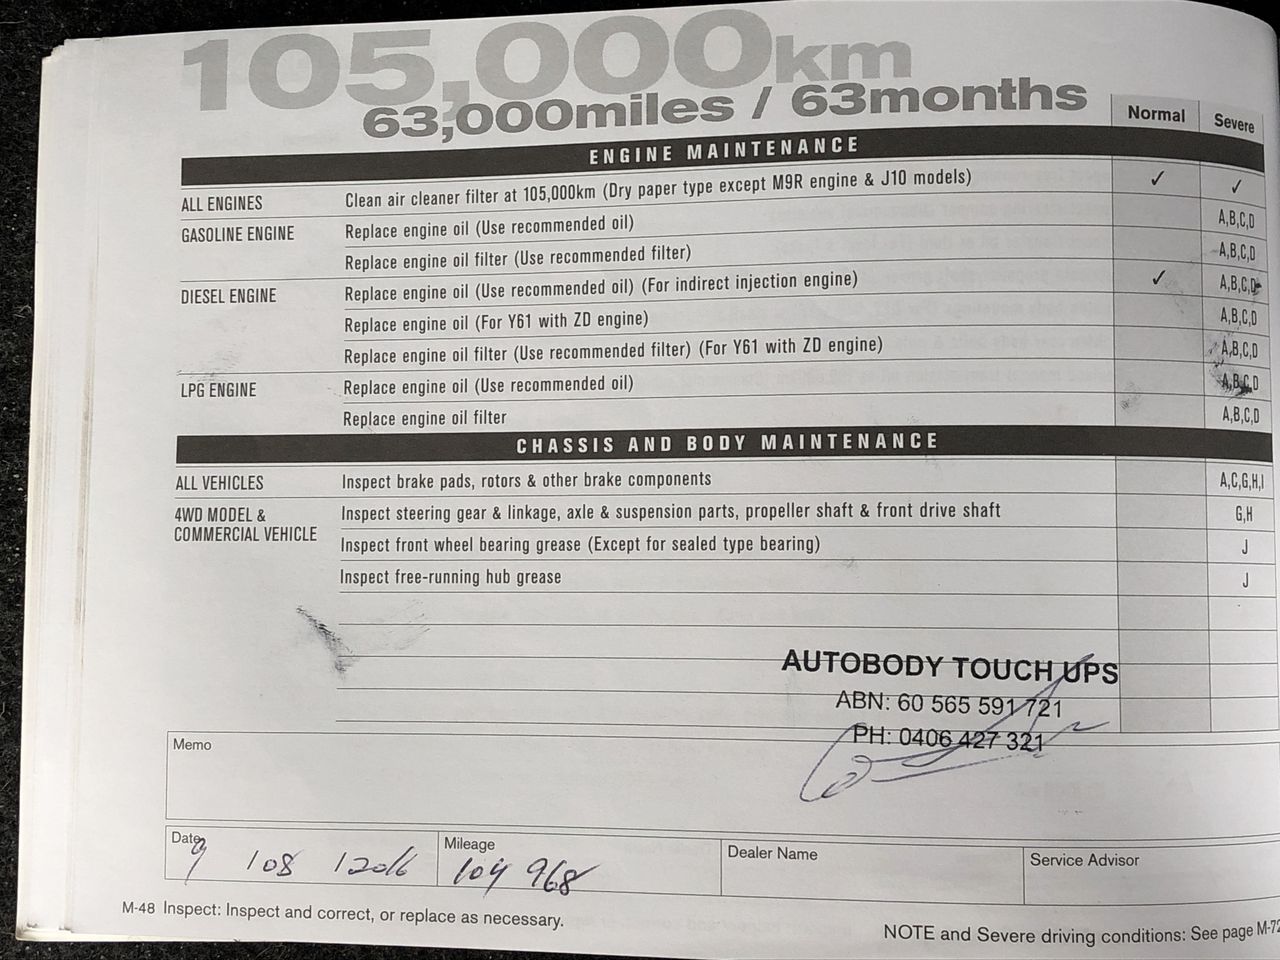 105,000km
63,000miles / 63months
Normal Severe
ENGINE MAINTENANCE
ALL ENGINES Clean air cleaner filter at 105,000km (Dry paper type except M9R engine & J10 models) ✓ ✓
GASOLINE ENGINE Replace engine oil (Use recommended oil) A,B,C,D
Replace engine oil filter (Use recommended filter) A,B,C,D
DIESEL ENGINE Replace engine oil (Use recommended oil) (For indirect injection engine) ✓ A,B,C,D
Replace engine oil (For Y61 with ZD engine) A,B,C,D
Replace engine oil filter (Use recommended filter) (For Y61 with ZD engine) A,B,C,D
LPG ENGINE Replace engine oil (Use recommended oil) A,B,C,D
Replace engine oil filter A,B,C,D
CHASSIS AND BODY MAINTENANCE
ALL VEHICLES Inspect brake pads, rotors & other brake components A,C,G,H,I
4WD MODEL & Inspect steering gear & linkage, axle & suspension parts, propeller shaft & front drive shaft G,H
COMMERCIAL VEHICLE
Inspect front wheel bearing grease (Except for sealed type bearing) J
Inspect free-running hub grease J
AUTOBODY TOUCH UPS
ABN: 60 565 591 721
PH: 0406 427 321
Memo
Date Mileage Dealer Name Service Advisor
9 / 08 / 2016 104 968
M-48 Inspect: Inspect and correct, or replace as necessary.
NOTE and Severe driving conditions: See page M-72